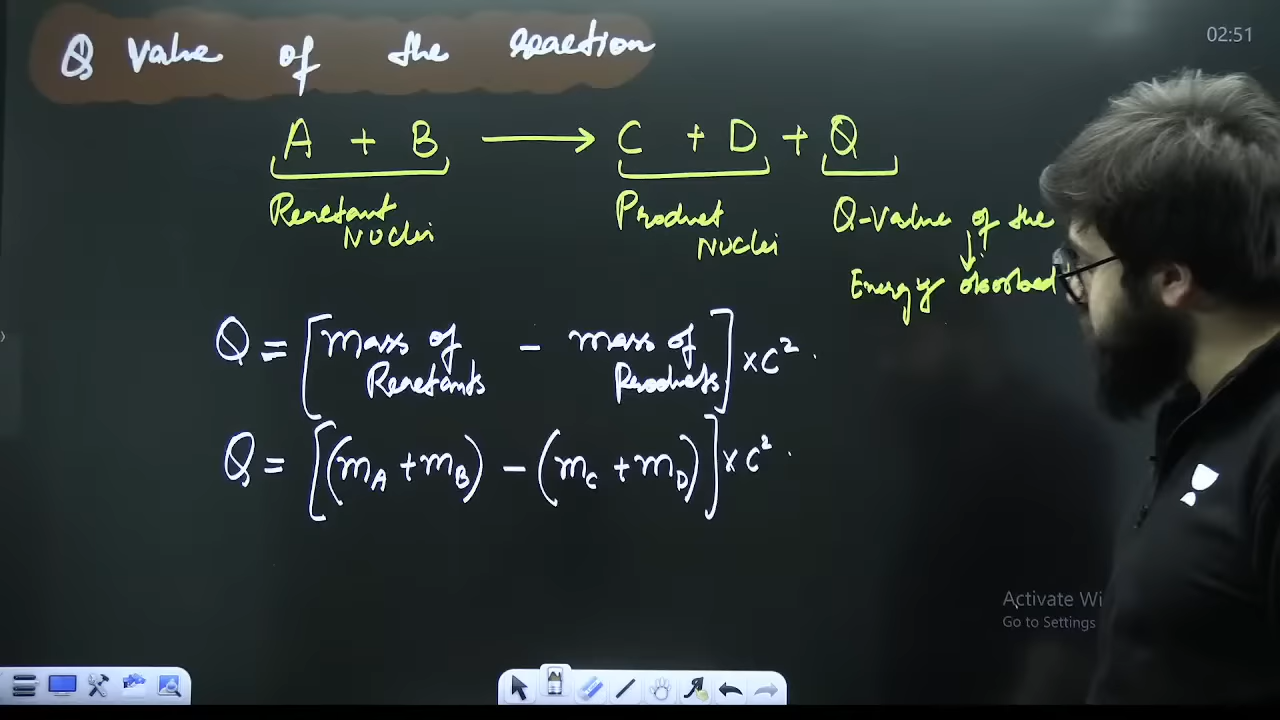 Q Value of the reaction
02:51
A + B → C + D + Q
Reactant Nuclei
Product Nuclei
Q-Value of the
↓
Energy
Q = [Mass of Reactants - mass of Products] × C²
Q = [(mA + mB) - (mC + mD)] × C²
Activate Wi
Go to Settings